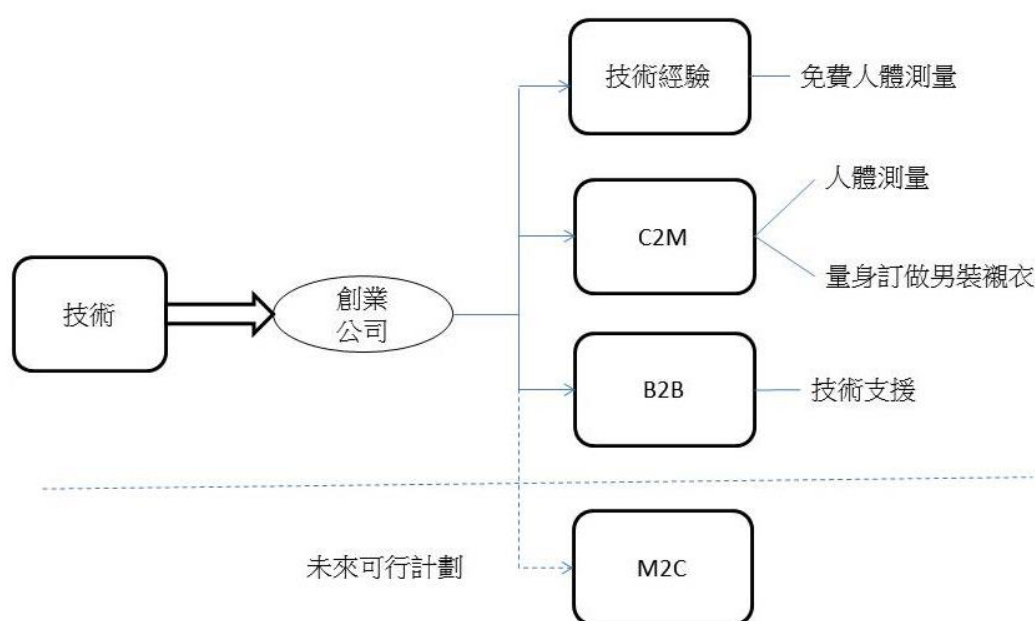 技術經驗
免費人體測量
人體測量
C2M
量身訂做男裝襯衣
技術
創業
公司
B2B
技術支援
未來可行計劃
M2C